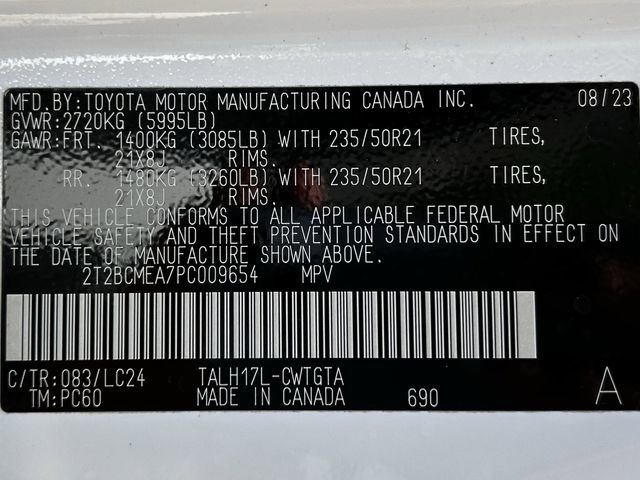 MFD.BY:TOYOTA MOTOR MANUFACTURING CANADA INC. 08/23
GVWR:2720KG (5995LB)
GAWR:FRT. 1400KG (3085LB) WITH 235/50R21 TIRES,
21X8J RIMS.
RR. 1480KG (3260LB) WITH 235/50R21 TIRES,
21X8J RIMS.
THIS VEHICLE CONFORMS TO ALL APPLICABLE FEDERAL MOTOR
VEHICLE SAFETY AND THEFT PREVENTION STANDARDS IN EFFECT ON
THE DATE OF MANUFACTURE SHOWN ABOVE.
2T2BCMEA7PC009654 MPV
C/TR:083/LC24 TALH17L-CWTGTA
TM:PC60 MADE IN CANADA 690 A